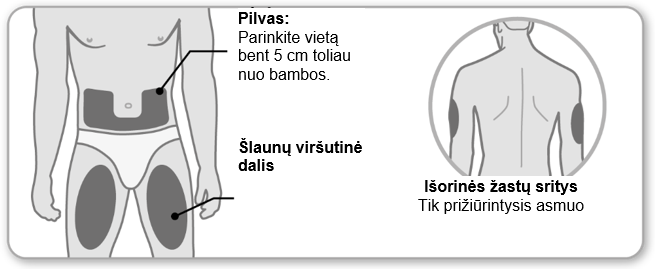 Pilvas:
Parinkite vietą
bent 5 cm toliau
nuo bambos.
Šlaunų viršutinė
dalis
Išorinės žastų sritys
Tik prižiūrintysis asmuo